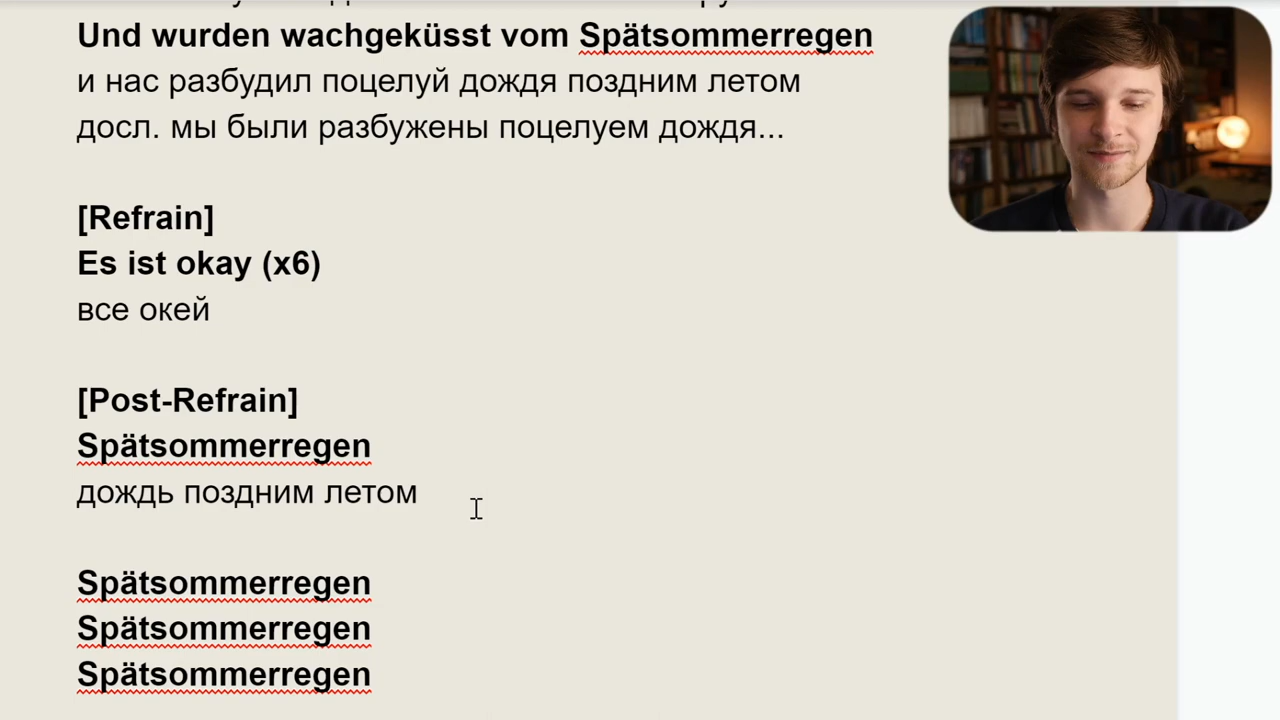 Und wurden wachgeküsst vom Spätsommerregen
и нас разбудил поцелуй дождя поздним летом
досл. мы были разбужены поцелуем дождя...
[Refrain]
Es ist okay (x6)
все окей
[Post-Refrain]
Spätsommerregen
дождь поздним летом
Spätsommerregen
Spätsommerregen
Spätsommerregen